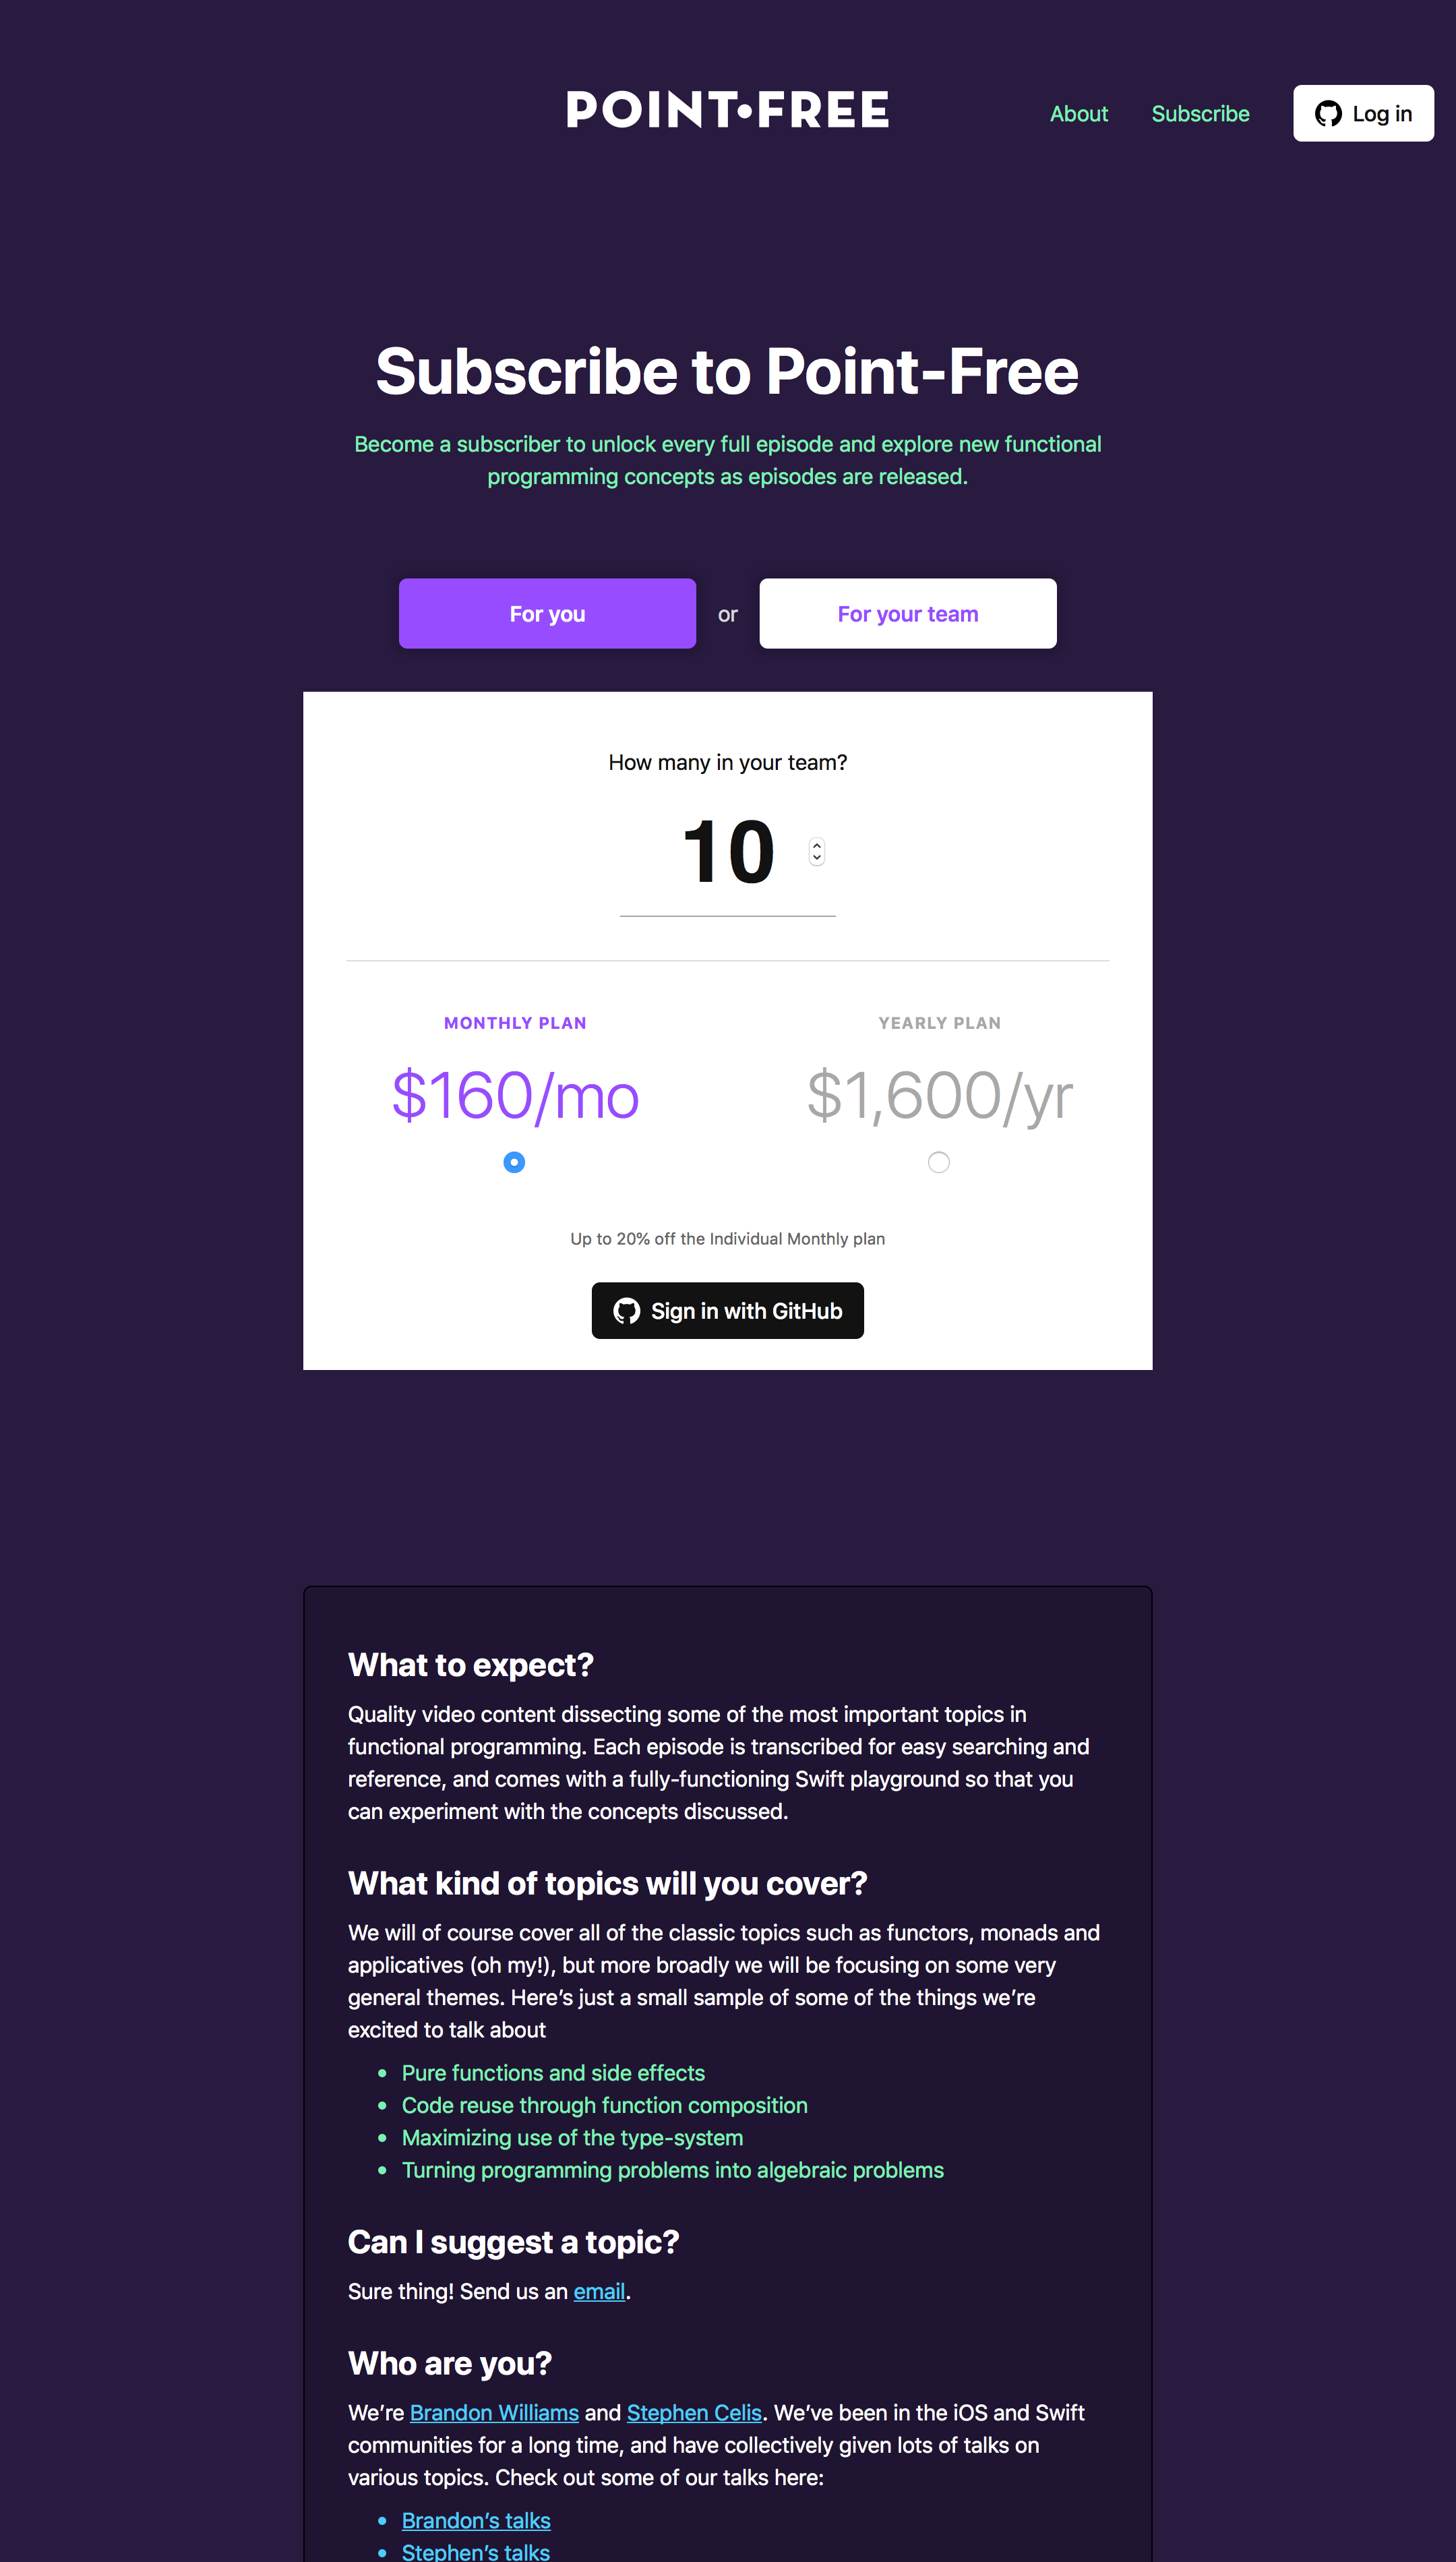 POINT•FREE
About
Subscribe
Log in
Subscribe to Point-Free
Become a subscriber to unlock every full episode and explore new functional
programming concepts as episodes are released.
For you
or
For your team
How many in your team?
10
MONTHLY PLAN
YEARLY PLAN
$160/mo
$1,600/yr
Up to 20% off the Individual Monthly plan
Sign in with GitHub
What to expect?
Quality video content dissecting some of the most important topics in
functional programming. Each episode is transcribed for easy searching and
reference, and comes with a fully-functioning Swift playground so that you
can experiment with the concepts discussed.
What kind of topics will you cover?
We will of course cover all of the classic topics such as functors, monads and
applicatives (oh my!), but more broadly we will be focusing on some very
general themes. Here’s just a small sample of some of the things we’re
excited to talk about
• Pure functions and side effects
• Code reuse through function composition
• Maximizing use of the type-system
• Turning programming problems into algebraic problems
Can I suggest a topic?
Sure thing! Send us an email.
Who are you?
We’re Brandon Williams and Stephen Celis. We’ve been in the iOS and Swift
communities for a long time, and have collectively given lots of talks on
various topics. Check out some of our talks here:
• Brandon’s talks
• Stephen’s talks